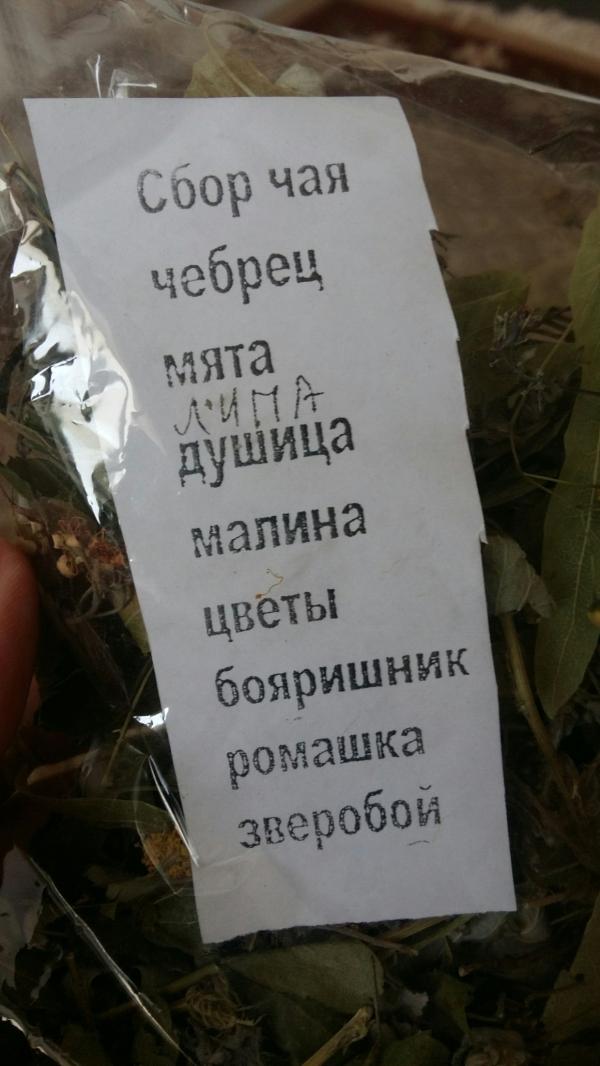 Сбор чая
чебрец
мята
липа
душица
малина
цветы
бояришник
ромашка
зверобой